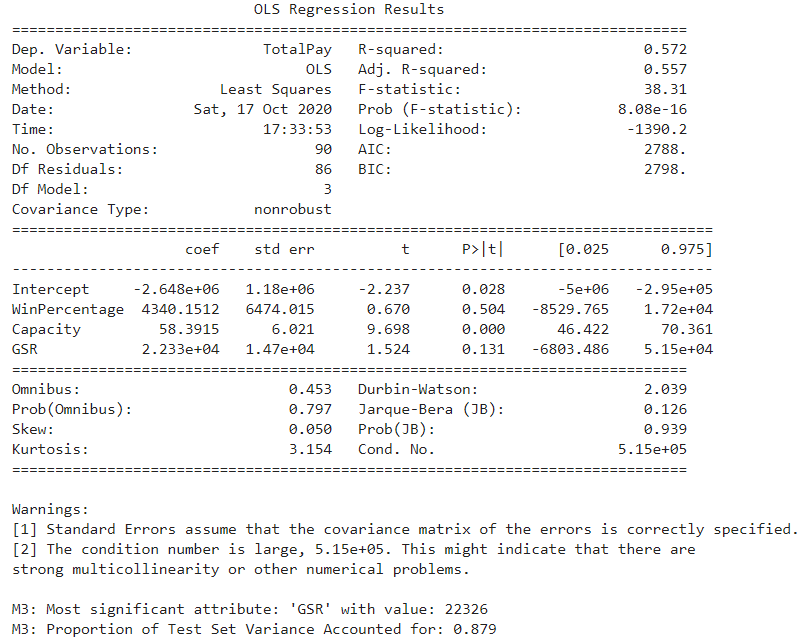 OLS Regression Results
==============================================================================
Dep. Variable:               TotalPay   R-squared:                       0.572
Model:                            OLS   Adj. R-squared:                  0.557
Method:                 Least Squares   F-statistic:                     38.31
Date:                Sat, 17 Oct 2020   Prob (F-statistic):           8.08e-16
Time:                        17:33:53   Log-Likelihood:                -1390.2
No. Observations:                  90   AIC:                             2788.
Df Residuals:                      86   BIC:                             2798.
Df Model:                           3
Covariance Type:            nonrobust
=================================================================================
                    coef    std err          t      P>|t|      [0.025      0.975]
---------------------------------------------------------------------------------
Intercept     -2.648e+06   1.18e+06     -2.237      0.028      -5e+06   -2.95e+05
WinPercentage  4340.1512   6474.015      0.670      0.504   -8529.765    1.72e+04
Capacity         58.3915      6.021      9.698      0.000      46.422      70.361
GSR            2.233e+04   1.47e+04      1.524      0.131   -6803.486    5.15e+04
==============================================================================
Omnibus:                        0.453   Durbin-Watson:                   2.039
Prob(Omnibus):                  0.797   Jarque-Bera (JB):                0.126
Skew:                           0.050   Prob(JB):                        0.939
Kurtosis:                       3.154   Cond. No.                     5.15e+05
==============================================================================
Warnings:
[1] Standard Errors assume that the covariance matrix of the errors is correctly specified.
[2] The condition number is large, 5.15e+05. This might indicate that there are
strong multicollinearity or other numerical problems.
M3: Most significant attribute: 'GSR' with value: 22326
M3: Proportion of Test Set Variance Accounted for: 0.879